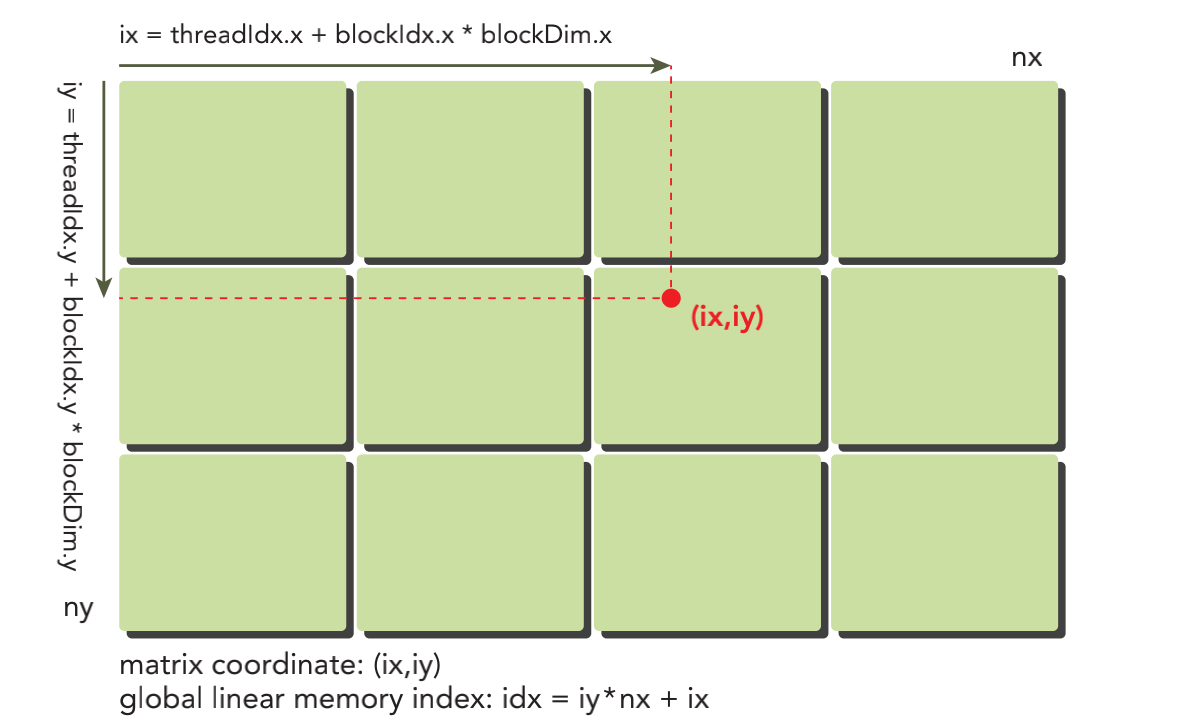 ix = threadIdx.x + blockIdx.x * blockDim.x
nx
iy = threadIdx.y + blockIdx.y * blockDim.y
(ix,iy)
ny
matrix coordinate: (ix,iy)
global linear memory index: idx = iy*nx + ix